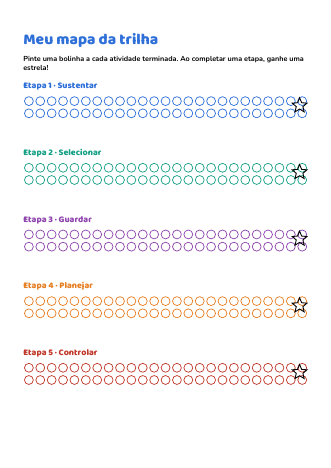 Meu mapa da trilha
Pinte uma bolinha a cada atividade terminada. Ao completar uma etapa, ganhe uma
estrela!
Etapa 1 · Sustentar
Etapa 2 · Selecionar
Etapa 3 · Guardar
Etapa 4 · Planejar
Etapa 5 · Controlar